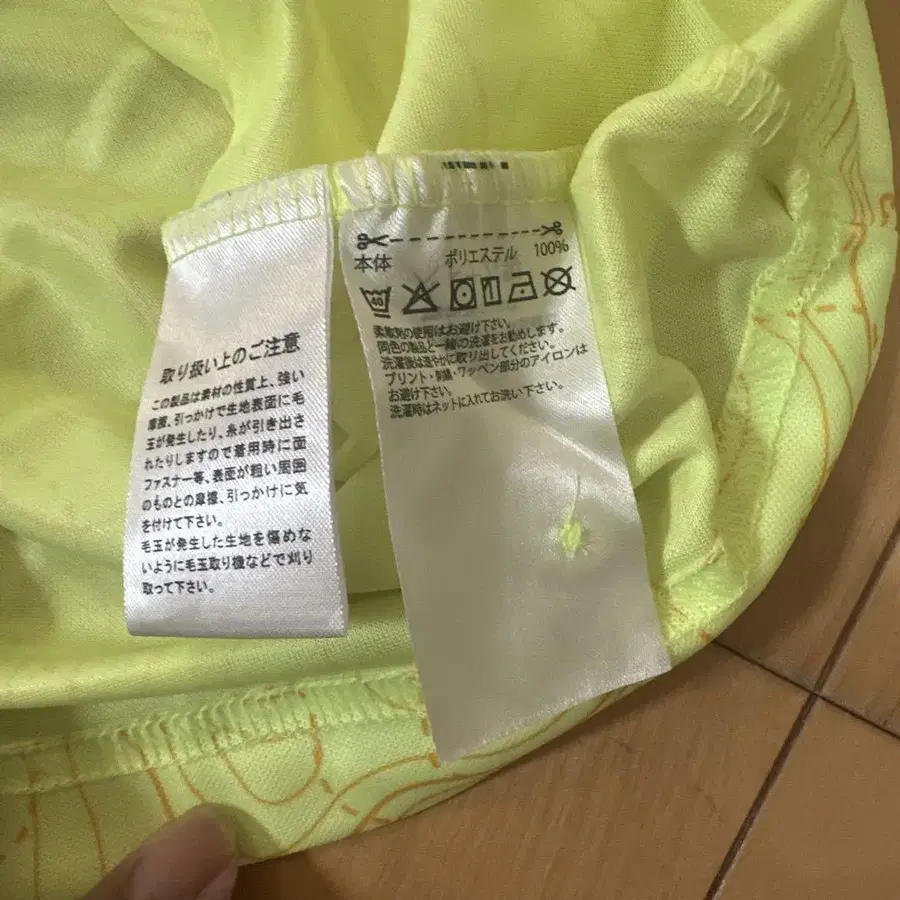 取り扱い上のご注意
この製品は素材の性質上、強い
摩擦、引っかけで生地表面に毛
玉が発生したり、糸が引き出さ
れたりしますので着用時に面
ファスナー等、表面が粗い周囲
のものとの摩擦、引っかけに気
を付けて下さい。
毛玉が発生した生地を傷めな
いように毛玉取り機などで刈り
取って下さい。
本体 ポリエステル 100%
柔軟剤の使用はお避け下さい。
同色の製品と一緒の洗濯をお勧めします。
洗濯後は速やかに取り出してください。
プリント・刺繍・ワッペン部分のアイロンは
お避け下さい。
洗濯時はネットに入れてお洗い下さい。